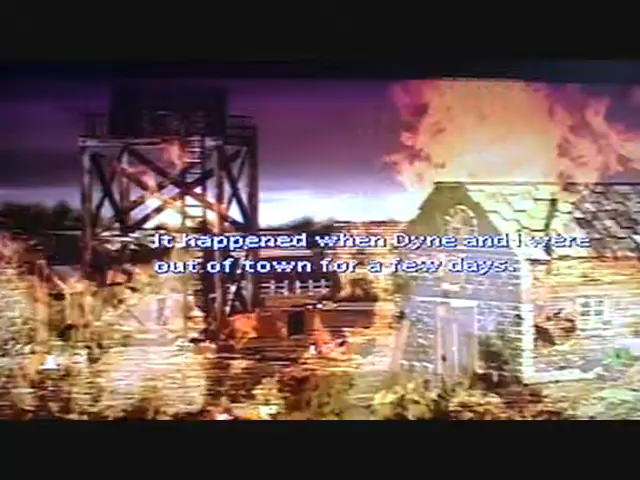 It happened when Dyne and I were
out of town for a few days.